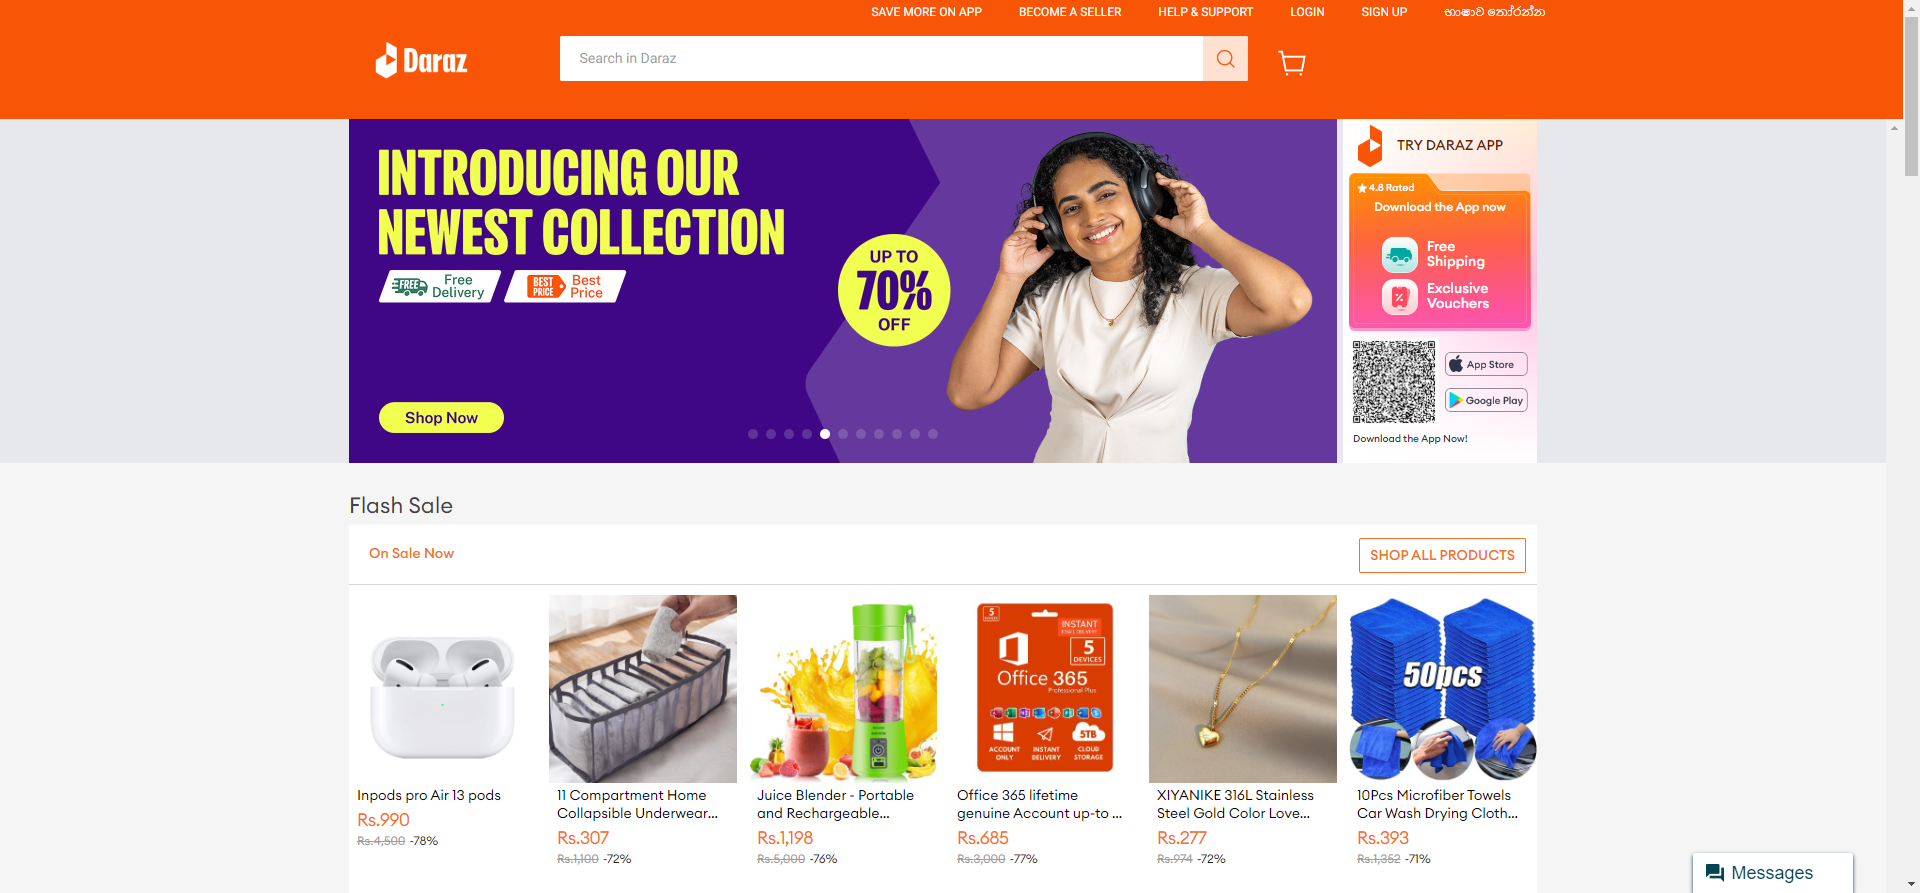 SAVE MORE ON APP
BECOME A SELLER
HELP & SUPPORT
LOGIN
SIGN UP
භාෂාව තෝරන්න
Daraz
Search in Daraz
INTRODUCING OUR
NEWEST COLLECTION
FREE
Free
Delivery
BEST
PRICE
Best
Price
UP TO
70%
OFF
Shop Now
TRY DARAZ APP
4.8 Rated
Download the App now
Free
Shipping
Exclusive
Vouchers
App Store
Google Play
Download the App Now!
Flash Sale
On Sale Now
SHOP ALL PRODUCTS
5
DEVICES
INSTANT
EMAIL DELIVERY
5
DEVICES
Office 365
Professional Plus
ACCOUNT
ONLY
INSTANT
DELIVERY
5TB
CLOUD
STORAGE
50pcs
Inpods pro Air 13 pods
Rs.990
Rs.4,500 -78%
11 Compartment Home
Collapsible Underwear...
Rs.307
Rs.1,100 -72%
Juice Blender - Portable
and Rechargeable...
Rs.1,198
Rs.5,000 -76%
Office 365 lifetime
genuine Account up-to ...
Rs.685
Rs.3,000 -77%
XIYANIKE 316L Stainless
Steel Gold Color Love...
Rs.277
Rs.974 -72%
10Pcs Microfiber Towels
Car Wash Drying Cloth...
Rs.393
Rs.1,352 -71%
Messages